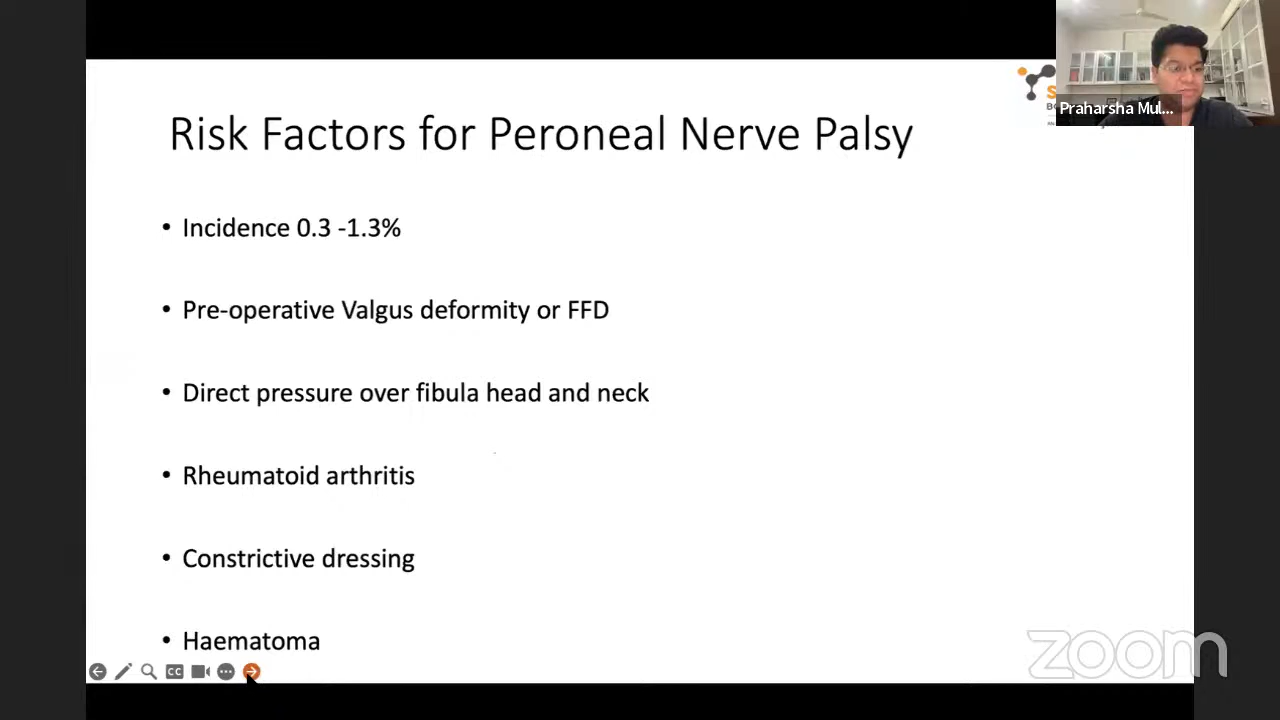 Risk Factors for Peroneal Nerve Palsy
• Incidence 0.3 -1.3%
• Pre-operative Valgus deformity or FFD
• Direct pressure over fibula head and neck
• Rheumatoid arthritis
• Constrictive dressing
• Haematoma
Praharsha Mul...
CC
zoom